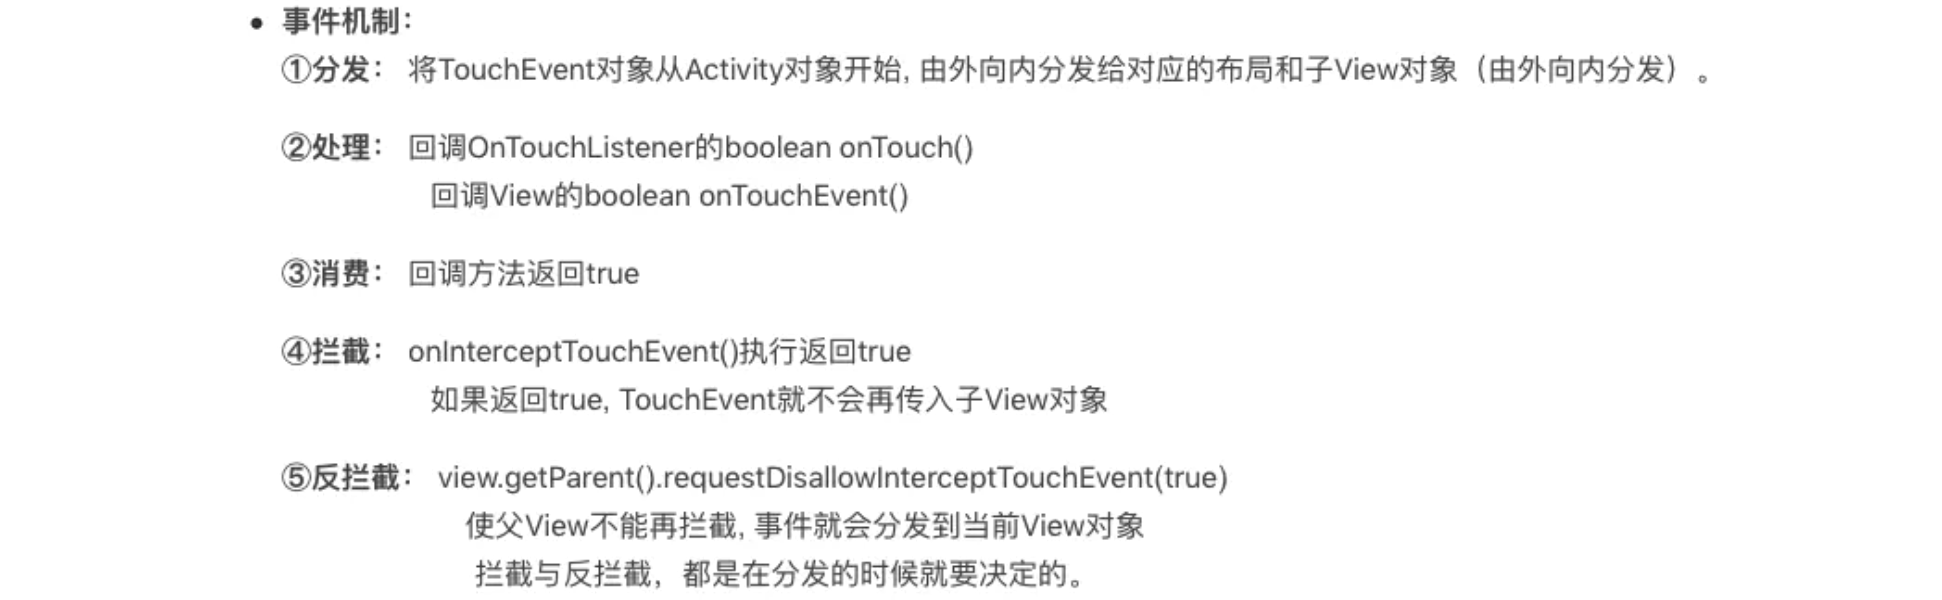 • 事件机制：
①分发： 将TouchEvent对象从Activity对象开始, 由外向内分发给对应的布局和子View对象（由外向内分发）。
②处理： 回调OnTouchListener的boolean onTouch()
回调View的boolean onTouchEvent()
③消费： 回调方法返回true
④拦截： onInterceptTouchEvent()执行返回true
如果返回true, TouchEvent就不会再传入子View对象
⑤反拦截： view.getParent().requestDisallowInterceptTouchEvent(true)
使父View不能再拦截, 事件就会分发到当前View对象
拦截与反拦截，都是在分发的时候就要决定的。